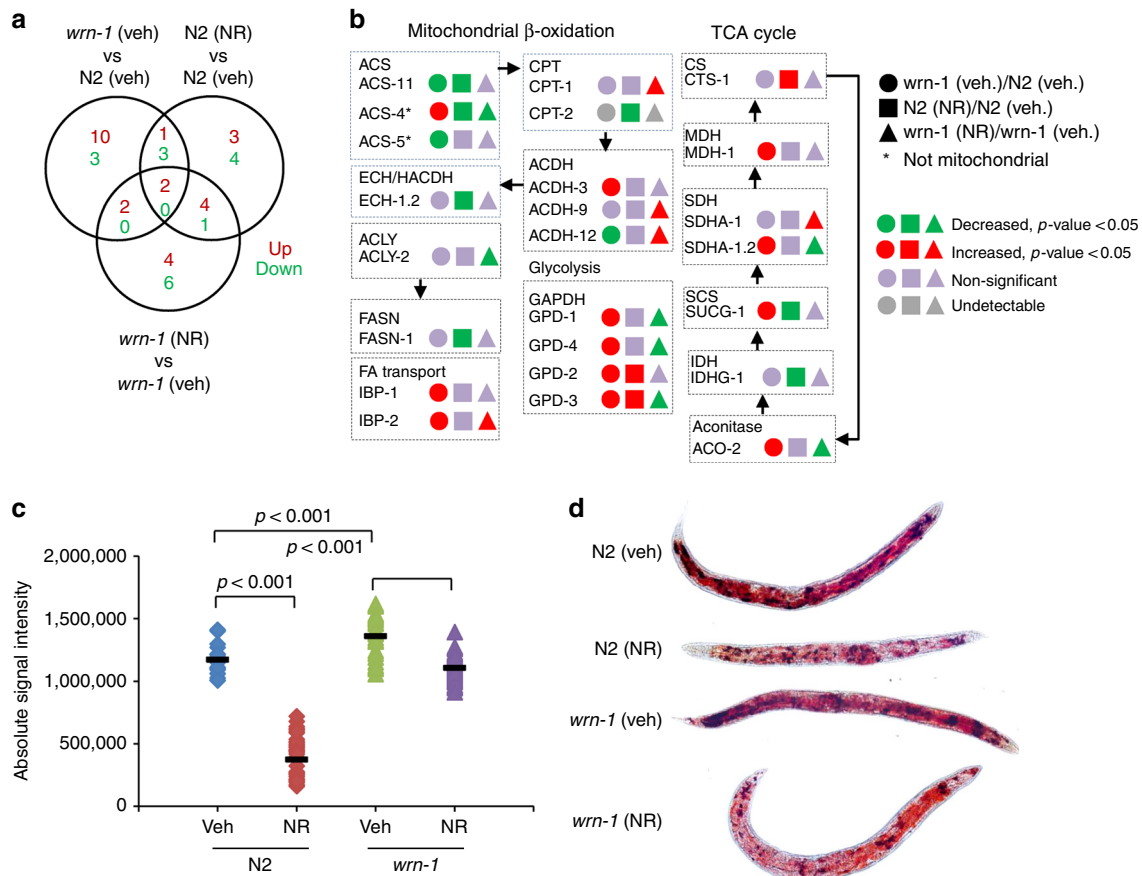 a
wrn-1 (veh)
vs
N2 (veh)
N2 (NR)
vs
N2 (veh)
10
3
1
3
3
4
2
0
2
0
4
1
4
6
Up
Down
wrn-1 (NR)
vs
wrn-1 (veh)
b
Mitochondrial β-oxidation
ACS
ACS-11
ACS-4*
ACS-5*
CPT
CPT-1
CPT-2
ECH/HACDH
ECH-1.2
ACDH
ACDH-3
ACDH-9
ACDH-12
ACLY
ACLY-2
FASN
FASN-1
FA transport
IBP-1
IBP-2
Glycolysis
GAPDH
GPD-1
GPD-4
GPD-2
GPD-3
TCA cycle
CS
CTS-1
MDH
MDH-1
SDH
SDHA-1
SDHA-1.2
SCS
SUCG-1
IDH
IDHG-1
Aconitase
ACO-2
wrn-1 (veh.)/N2 (veh.)
N2 (NR)/N2 (veh.)
wrn-1 (NR)/wrn-1 (veh.)
* Not mitochondrial
Decreased, p-value < 0.05
Increased, p-value < 0.05
Non-significant
Undetectable
c
Absolute signal intensity
2,000,000
1,500,000
1,000,000
500,000
0
p < 0.001
p < 0.001
p < 0.001
Veh
NR
Veh
NR
N2
wrn-1
d
N2 (veh)
N2 (NR)
wrn-1 (veh)
wrn-1 (NR)